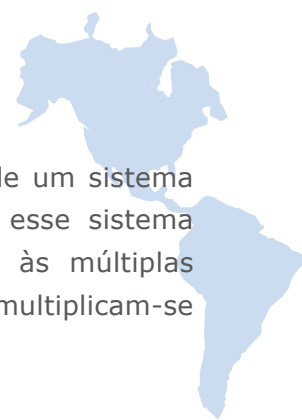 de um sistema
esse sistema
às múltiplas
multiplicam-se